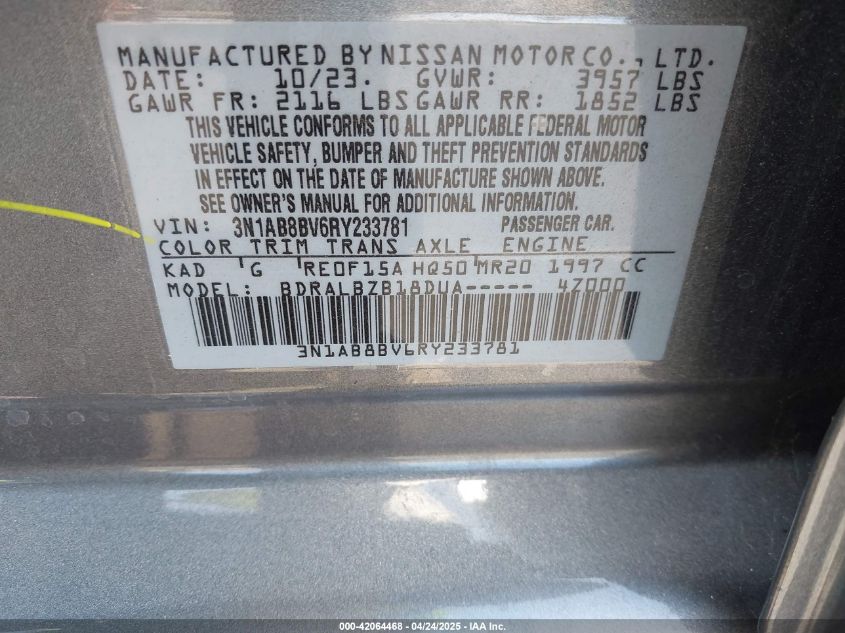 MANUFACTURED BY NISSAN MOTOR CO., LTD.
DATE: 10/23. GVWR: 3957 LBS
GAWR FR: 2116 LBS GAWR RR: 1852 LBS
THIS VEHICLE CONFORMS TO ALL APPLICABLE FEDERAL MOTOR
VEHICLE SAFETY, BUMPER AND THEFT PREVENTION STANDARDS
IN EFFECT ON THE DATE OF MANUFACTURE SHOWN ABOVE.
SEE OWNER'S MANUAL FOR ADDITIONAL INFORMATION.
VIN: 3N1AB8BV6RY233781 PASSENGER CAR.
COLOR TRIM TRANS AXLE ENGINE
KAD G RE0F15A HQ50 MR20 1997 CC
MODEL: BDRALBZB18DUA----- 4Z000
3N1AB8BV6RY233781
000-42064468 - 04/24/2025 - IAA Inc.